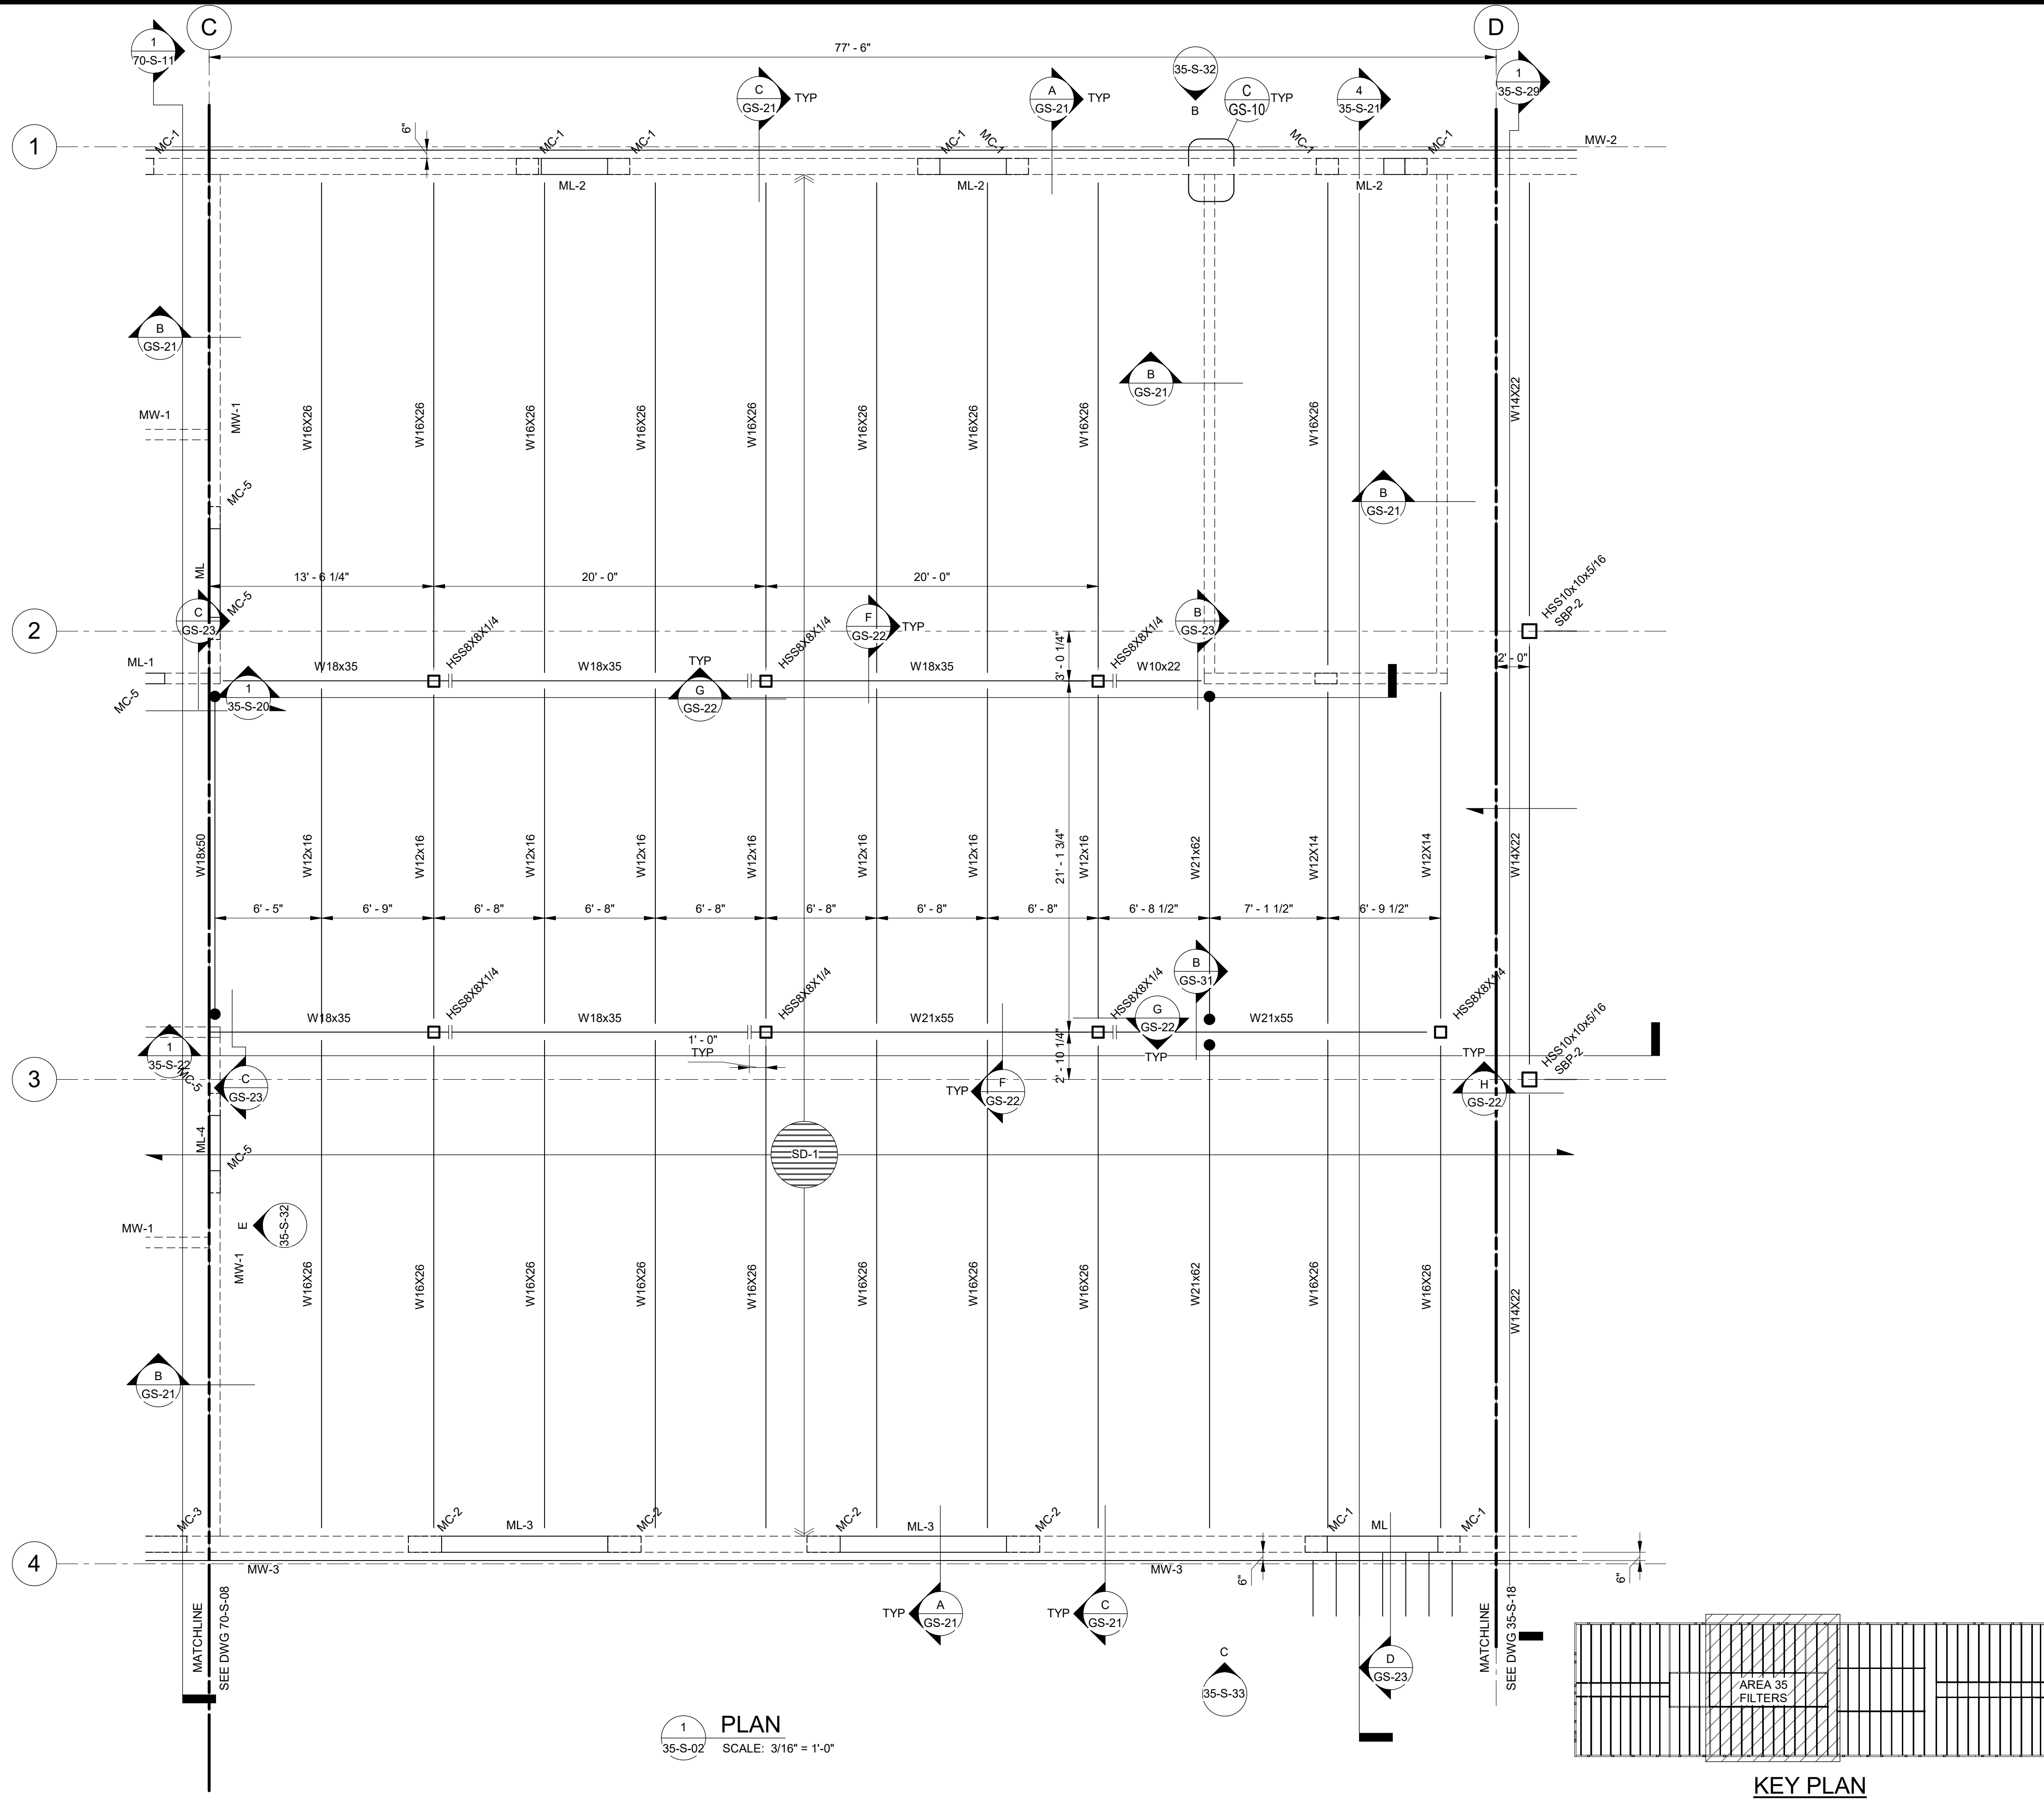 C
D
1
70-S-11
77' - 6"
C
GS-21
TYP
A
GS-21
TYP
35-S-32
B
C
GS-10
TYP
4
35-S-21
1
35-S-29
1
6"
MC-1
MC-1
MC-1
MC-1
MC-1
MC-1
MC-1
MW-2
ML-2
ML-2
ML-2
B
GS-21
B
GS-21
MW-1
MW-1
W16X26
W16X26
W16X26
W16X26
W16X26
W16X26
W16X26
W16X26
W16X26
W14X22
MC-5
B
GS-21
ML
13' - 6 1/4"
20' - 0"
20' - 0"
HSS10x10x5/16
SBP-2
MC-5
C
GS-23
F
GS-22
TYP
B
GS-23
2
HSS8X8X1/4
HSS8X8X1/4
HSS8X8X1/4
3' - 0 1/4"
2' - 0"
ML-1
W18x35
W18x35
TYP
W18x35
W10x22
MC-5
1
35-S-20
G
GS-22
W18x50
W12x16
W12x16
W12x16
W12x16
W12x16
W12x16
W12x16
21' - 1 3/4"
W12x16
W21x62
W12X14
W12X14
W14X22
6' - 5"
6' - 9"
6' - 8"
6' - 8"
6' - 8"
6' - 8"
6' - 8"
6' - 8"
6' - 8 1/2"
7' - 1 1/2"
6' - 9 1/2"
HSS8X8X1/4
HSS8X8X1/4
HSS8X8X1/4
B
GS-31
HSS8X8X1/4
W18x35
W18x35
W21x55
G
GS-22
TYP
W21x55
1' - 0"
TYP
2' - 10 1/4"
HSS10x10x5/16
SBP-2
1
35-S-22
MC-5
C
GS-23
3
TYP
F
GS-22
TYP
H
GS-22
ML-4
MC-5
SD-1
MW-1
E
35-S-32
MW-1
W16X26
W16X26
W16X26
W16X26
W16X26
W16X26
W16X26
W16X26
W21x62
W16X26
W16X26
W14X22
B
GS-21
MC-3
MC-2
ML-3
MC-2
MC-2
ML-3
MC-2
MC-1
ML
MC-1
4
MW-3
MW-3
6"
6"
MATCHLINE
SEE DWG 70-S-08
TYP
A
GS-21
TYP
C
GS-21
MATCHLINE
SEE DWG 35-S-18
C
35-S-33
D
GS-23
AREA 35
FILTERS
1
35-S-02
PLAN
SCALE: 3/16" = 1'-0"
KEY PLAN